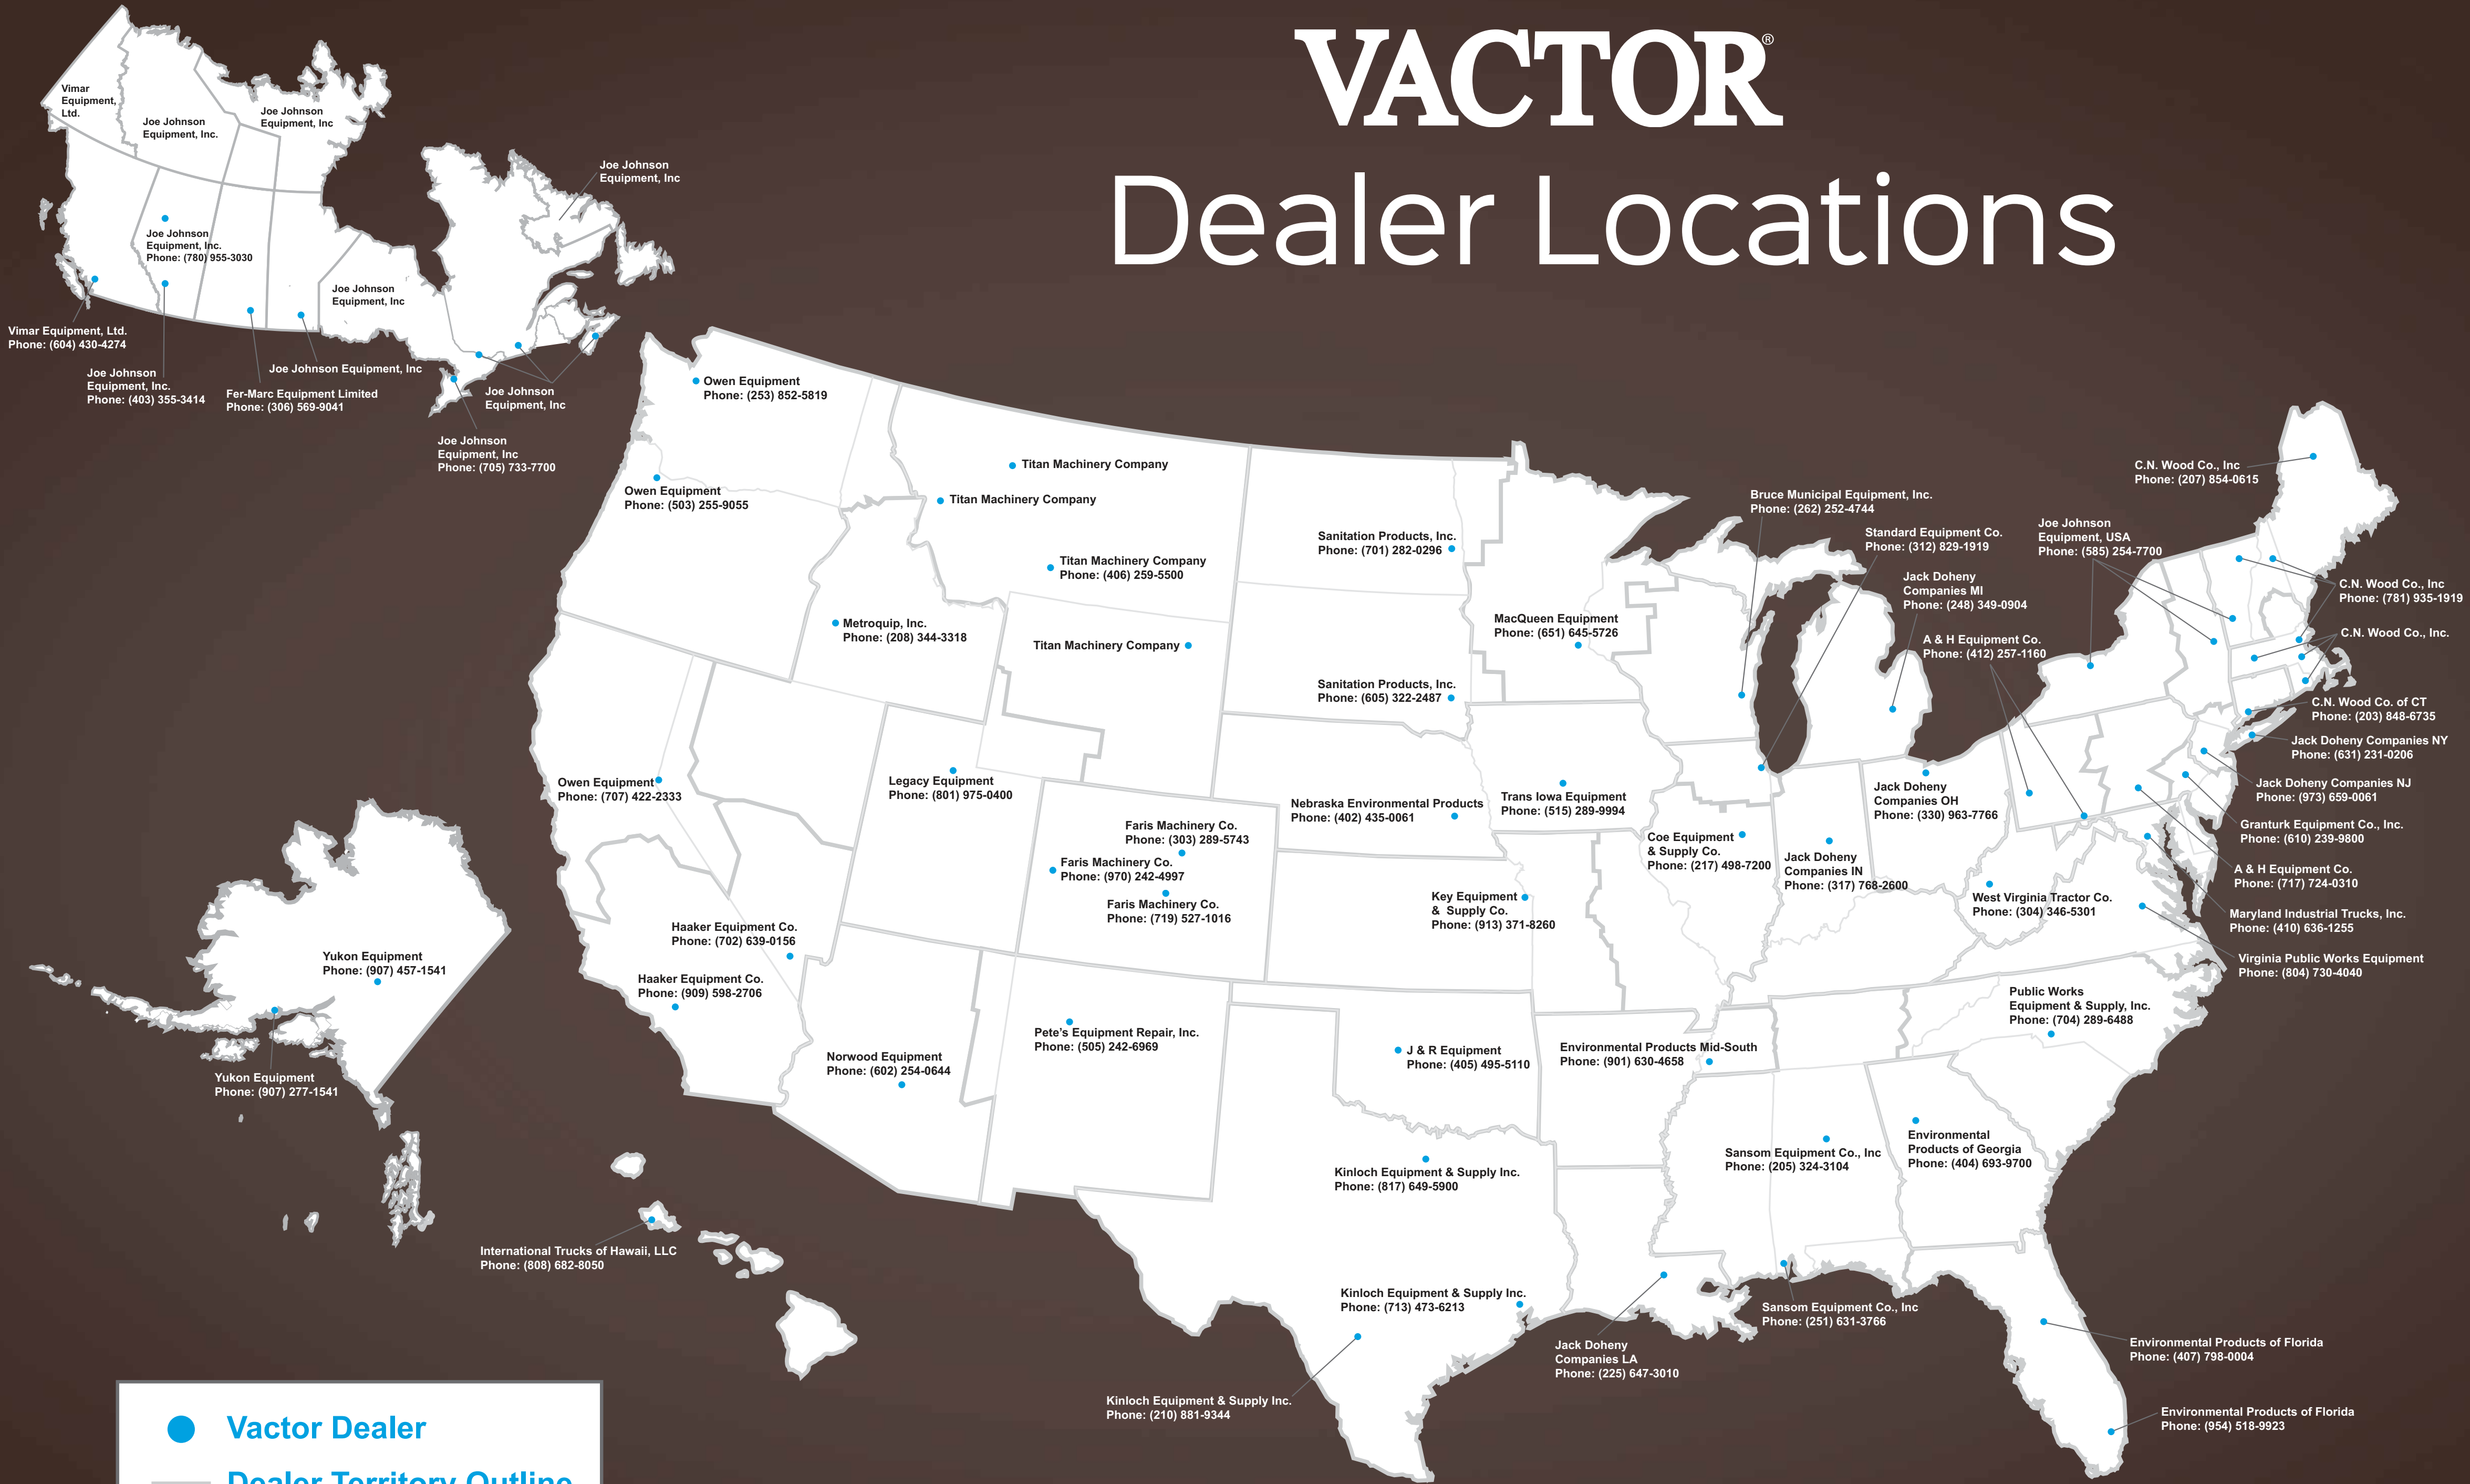 VACTOR®
Dealer Locations
Vimar
Equipment,
Ltd.
Joe Johnson
Equipment, Inc.
Joe Johnson
Equipment, Inc
Joe Johnson
Equipment, Inc
Joe Johnson
Equipment, Inc.
Phone: (780) 955-3030
Joe Johnson
Equipment, Inc
Vimar Equipment, Ltd.
Phone: (604) 430-4274
Joe Johnson
Equipment, Inc.
Phone: (403) 355-3414
Fer-Marc Equipment Limited
Phone: (306) 569-9041
Joe Johnson Equipment, Inc
Joe Johnson
Equipment, Inc
Joe Johnson
Equipment, Inc
Phone: (705) 733-7700
Owen Equipment
Phone: (253) 852-5819
Owen Equipment
Phone: (503) 255-9055
Titan Machinery Company
Titan Machinery Company
Titan Machinery Company
Phone: (406) 259-5500
Metroquip, Inc.
Phone: (208) 344-3318
Titan Machinery Company
Sanitation Products, Inc.
Phone: (701) 282-0296
Sanitation Products, Inc.
Phone: (605) 322-2487
MacQueen Equipment
Phone: (651) 645-5726
Bruce Municipal Equipment, Inc.
Phone: (262) 252-4744
Standard Equipment Co.
Phone: (312) 829-1919
Jack Doheny
Companies MI
Phone: (248) 349-0904
A & H Equipment Co.
Phone: (412) 257-1160
Joe Johnson
Equipment, USA
Phone: (585) 254-7700
C.N. Wood Co., Inc
Phone: (207) 854-0615
C.N. Wood Co., Inc
Phone: (781) 935-1919
C.N. Wood Co., Inc.
C.N. Wood Co. of CT
Phone: (203) 848-6735
Jack Doheny Companies NY
Phone: (631) 231-0206
Jack Doheny Companies NJ
Phone: (973) 659-0061
Granturk Equipment Co., Inc.
Phone: (610) 239-9800
A & H Equipment Co.
Phone: (717) 724-0310
Maryland Industrial Trucks, Inc.
Phone: (410) 636-1255
Virginia Public Works Equipment
Phone: (804) 730-4040
Owen Equipment
Phone: (707) 422-2333
Legacy Equipment
Phone: (801) 975-0400
Faris Machinery Co.
Phone: (303) 289-5743
Faris Machinery Co.
Phone: (970) 242-4997
Faris Machinery Co.
Phone: (719) 527-1016
Nebraska Environmental Products
Phone: (402) 435-0061
Trans Iowa Equipment
Phone: (515) 289-9994
Coe Equipment
& Supply Co.
Phone: (217) 498-7200
Jack Doheny
Companies IN
Phone: (317) 768-2600
Jack Doheny
Companies OH
Phone: (330) 963-7766
West Virginia Tractor Co.
Phone: (304) 346-5301
Key Equipment
& Supply Co.
Phone: (913) 371-8260
Haaker Equipment Co.
Phone: (702) 639-0156
Haaker Equipment Co.
Phone: (909) 598-2706
Yukon Equipment
Phone: (907) 457-1541
Yukon Equipment
Phone: (907) 277-1541
Norwood Equipment
Phone: (602) 254-0644
Pete's Equipment Repair, Inc.
Phone: (505) 242-6969
J & R Equipment
Phone: (405) 495-5110
Environmental Products Mid-South
Phone: (901) 630-4658
Public Works
Equipment & Supply, Inc.
Phone: (704) 289-6488
Kinloch Equipment & Supply Inc.
Phone: (817) 649-5900
Sansom Equipment Co., Inc
Phone: (205) 324-3104
Environmental
Products of Georgia
Phone: (404) 693-9700
International Trucks of Hawaii, LLC
Phone: (808) 682-8050
Kinloch Equipment & Supply Inc.
Phone: (713) 473-6213
Kinloch Equipment & Supply Inc.
Phone: (210) 881-9344
Jack Doheny
Companies LA
Phone: (225) 647-3010
Sansom Equipment Co., Inc
Phone: (251) 631-3766
Environmental Products of Florida
Phone: (407) 798-0004
Environmental Products of Florida
Phone: (954) 518-9923
Vactor Dealer
Dealer Territory Outline